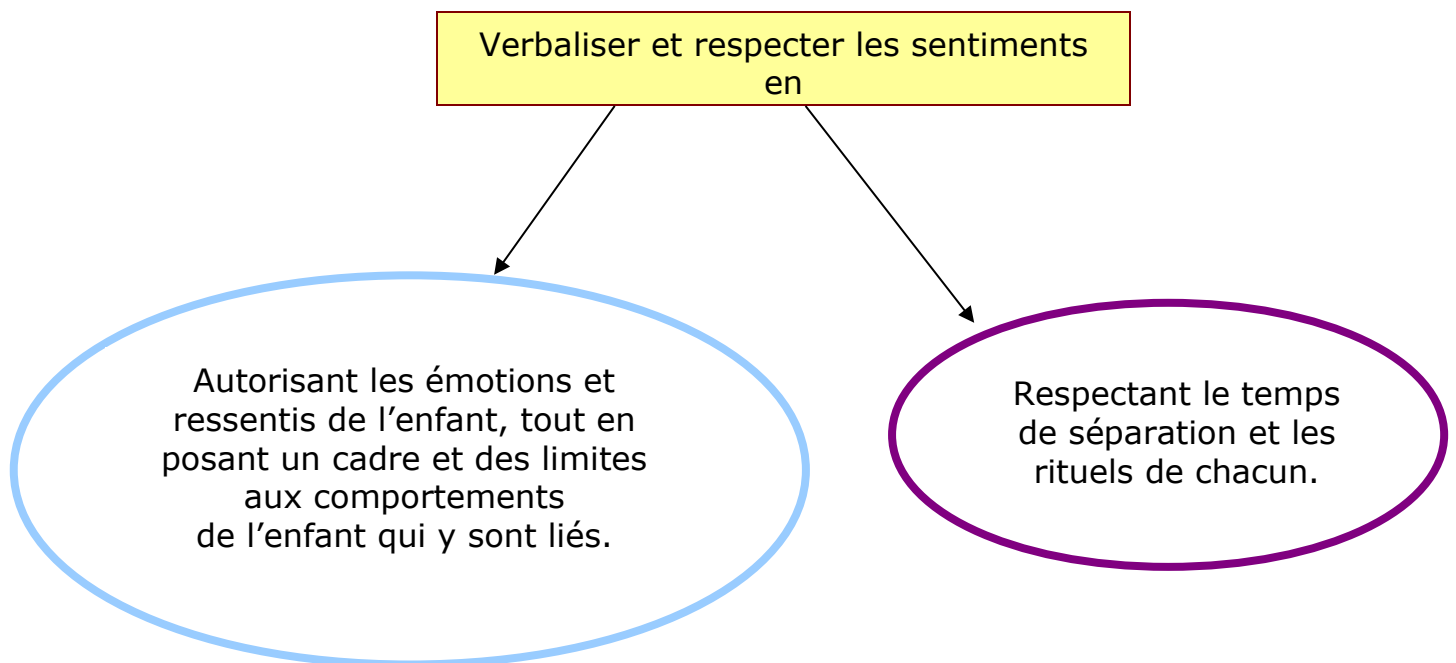 Verbaliser et respecter les sentiments
en
Autorisant les émotions et
ressentis de l’enfant, tout en
posant un cadre et des limites
aux comportements
de l’enfant qui y sont liés.
Respectant le temps
de séparation et les
rituels de chacun.